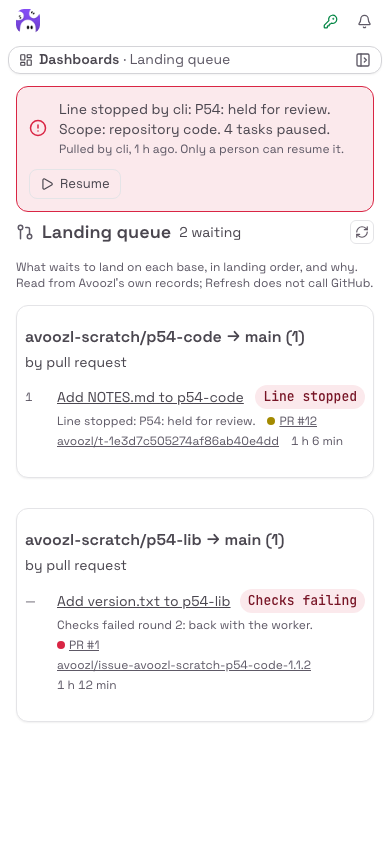 Dashboards · Landing queue
Line stopped by cli: P54: held for review.
Scope: repository code. 4 tasks paused.
Pulled by cli, 1 h ago. Only a person can resume it.
Resume
Landing queue 2 waiting
What waits to land on each base, in landing order, and why.
Read from Avoozl's own records; Refresh does not call GitHub.
avoozl-scratch/p54-code → main (1)
by pull request
1 Add NOTES.md to p54-code Line stopped
Line stopped: P54: held for review. PR #12
avoozl/t-1e3d7c505274af86ab40e4dd 1 h 6 min
avoozl-scratch/p54-lib → main (1)
by pull request
— Add version.txt to p54-lib Checks failing
Checks failed round 2: back with the worker.
PR #1
avoozl/issue-avoozl-scratch-p54-code-1.1.2
1 h 12 min